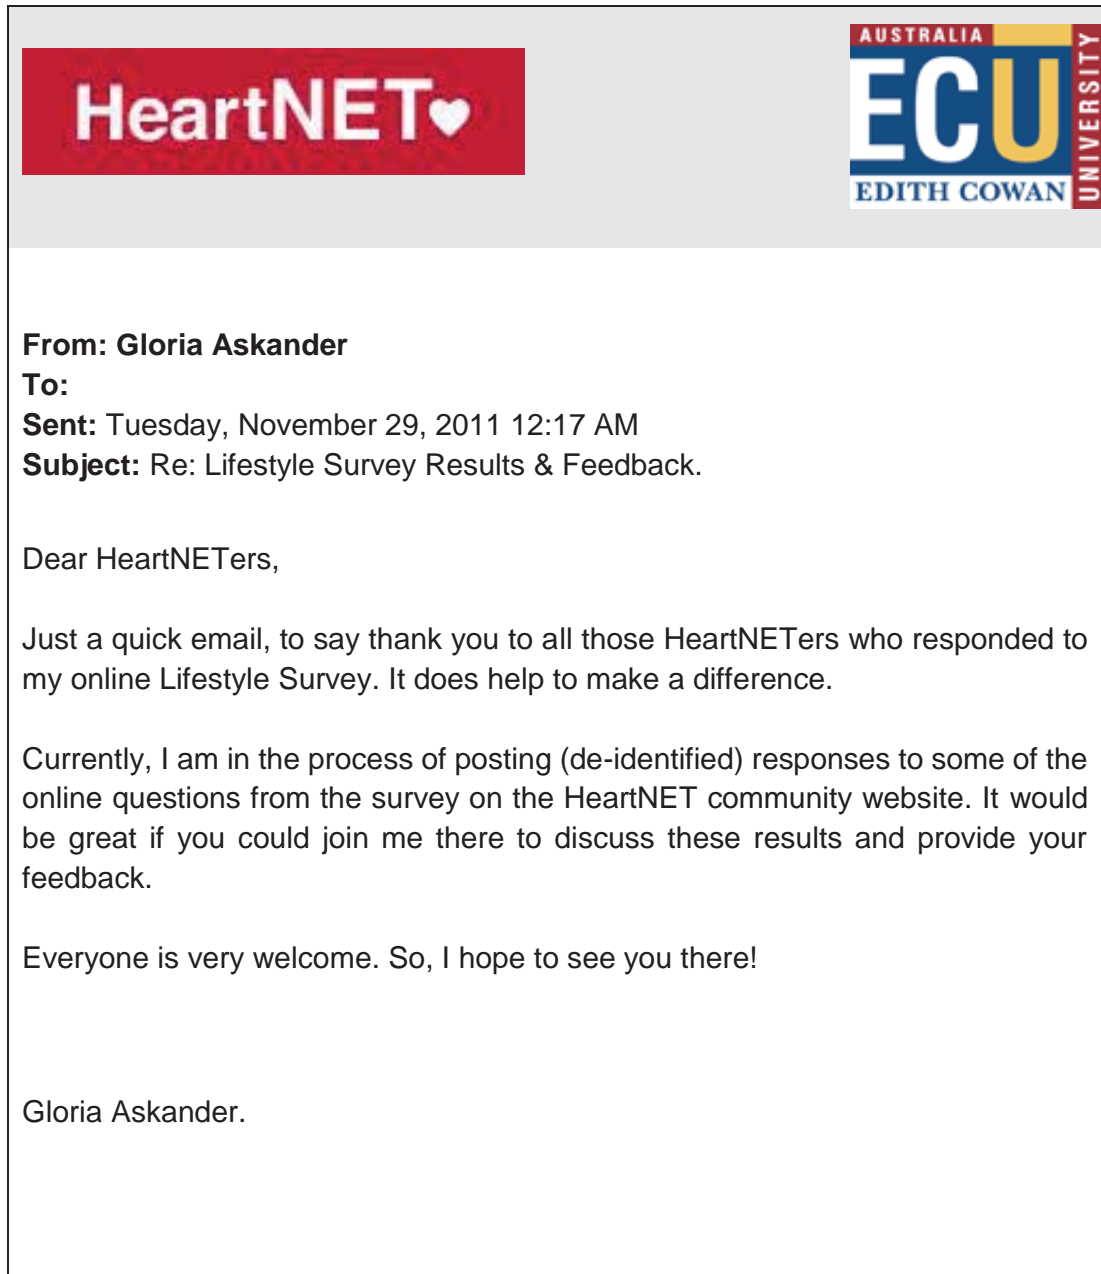 HeartNET
AUSTRALIA
ECU
EDITH COWAN
UNIVERSITY
From: Gloria Askander
To:
Sent: Tuesday, November 29, 2011 12:17 AM
Subject: Re: Lifestyle Survey Results & Feedback.
Dear HeartNETers,
Just a quick email, to say thank you to all those HeartNETers who responded to
my online Lifestyle Survey. It does help to make a difference.
Currently, I am in the process of posting (de-identified) responses to some of the
online questions from the survey on the HeartNET community website. It would
be great if you could join me there to discuss these results and provide your
feedback.
Everyone is very welcome. So, I hope to see you there!
Gloria Askander.